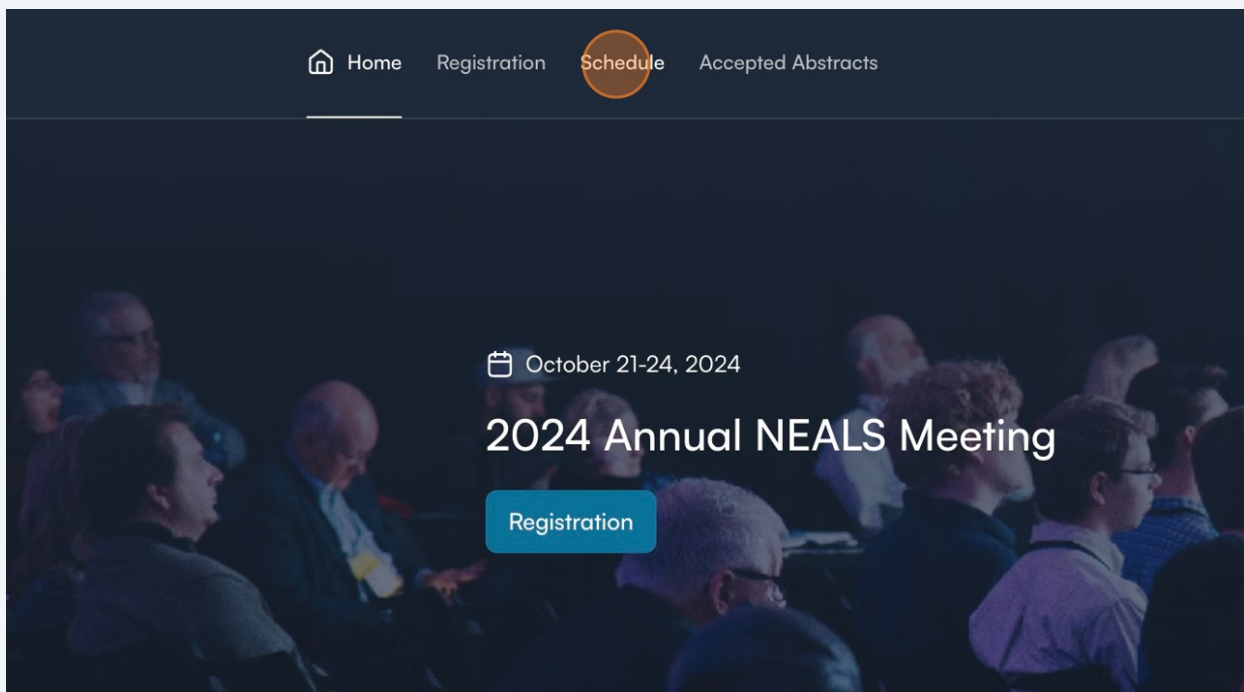 Home Registration Schedule Accepted Abstracts
October 21-24, 2024
2024 Annual NEALS Meeting
Registration